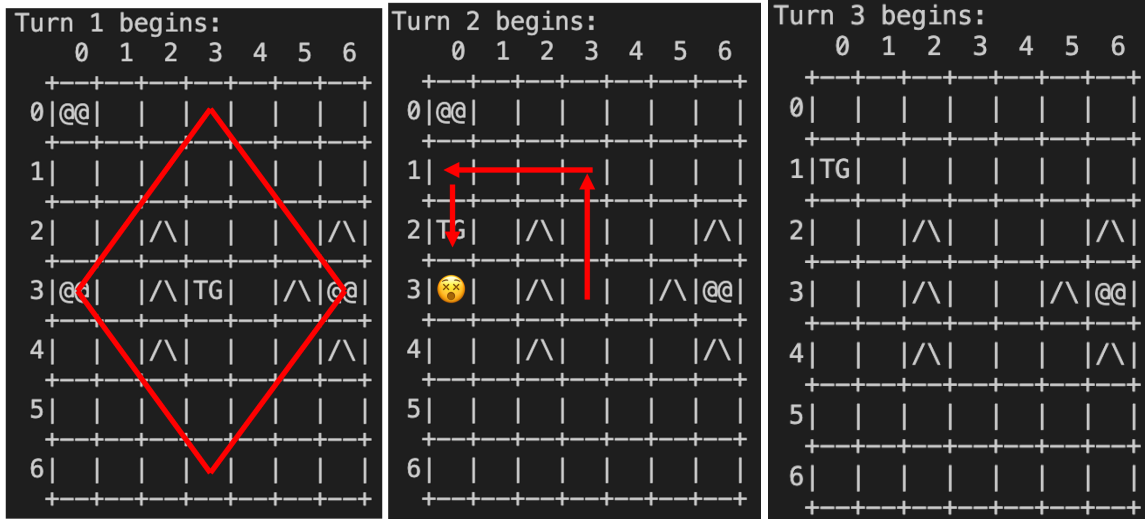 Turn 1 begins:
0 1 2 3 4 5 6
+--+--+--+--+--+--+--+
0|@@|  |  |  |  |  |  |
+--+--+--+--+--+--+--+
1|  |  |  |  |  |  |  |
+--+--+--+--+--+--+--+
2|  |  |/\|  |  |  |/\|
+--+--+--+--+--+--+--+
3|@@|  |/\|TG|  |/\|@@|
+--+--+--+--+--+--+--+
4|  |  |/\|  |  |  |/\|
+--+--+--+--+--+--+--+
5|  |  |  |  |  |  |  |
+--+--+--+--+--+--+--+
6|  |  |  |  |  |  |  |
+--+--+--+--+--+--+--+
Turn 2 begins:
0 1 2 3 4 5 6
+--+--+--+--+--+--+--+
0|@@|  |  |  |  |  |  |
+--+--+--+--+--+--+--+
1|  |  |  |  |  |  |  |
+--+--+--+--+--+--+--+
2|TG|  |/\|  |  |  |/\|
+--+--+--+--+--+--+--+
3|😵|  |/\|  |  |/\|@@|
+--+--+--+--+--+--+--+
4|  |  |/\|  |  |  |/\|
+--+--+--+--+--+--+--+
5|  |  |  |  |  |  |  |
+--+--+--+--+--+--+--+
6|  |  |  |  |  |  |  |
+--+--+--+--+--+--+--+
Turn 3 begins:
0 1 2 3 4 5 6
+--+--+--+--+--+--+--+
0|  |  |  |  |  |  |  |
+--+--+--+--+--+--+--+
1|TG|  |  |  |  |  |  |
+--+--+--+--+--+--+--+
2|  |  |/\|  |  |  |/\|
+--+--+--+--+--+--+--+
3|  |  |/\|  |  |/\|@@|
+--+--+--+--+--+--+--+
4|  |  |/\|  |  |  |/\|
+--+--+--+--+--+--+--+
5|  |  |  |  |  |  |  |
+--+--+--+--+--+--+--+
6|  |  |  |  |  |  |  |
+--+--+--+--+--+--+--+